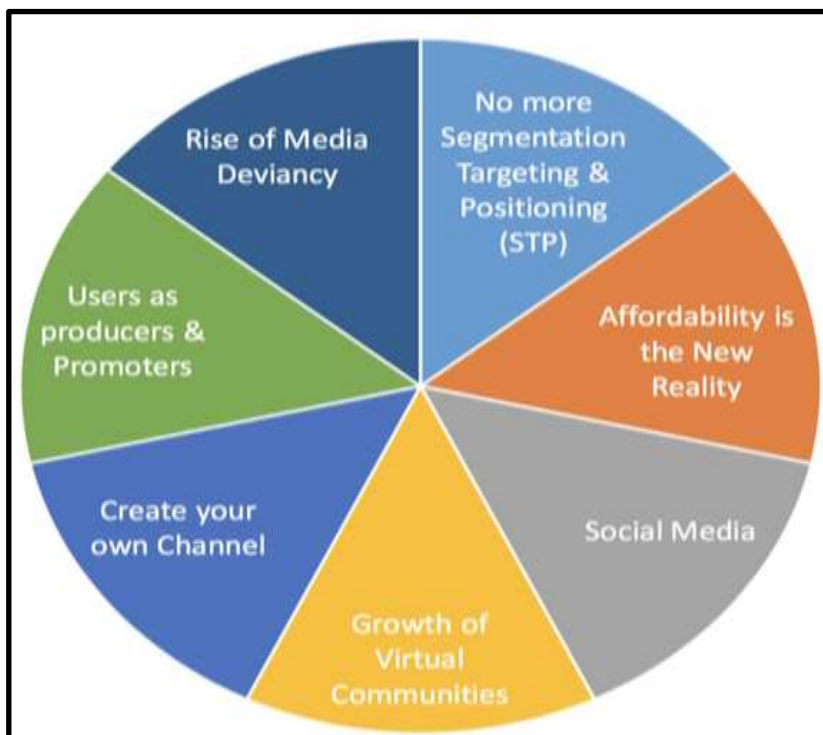 No more
Segmentation
Targeting &
Positioning
(STP)
Affordability is
the New
Reality
Social Media
Growth of
Virtual
Communities
Create your
own Channel
Users as
producers &
Promoters
Rise of Media
Deviancy